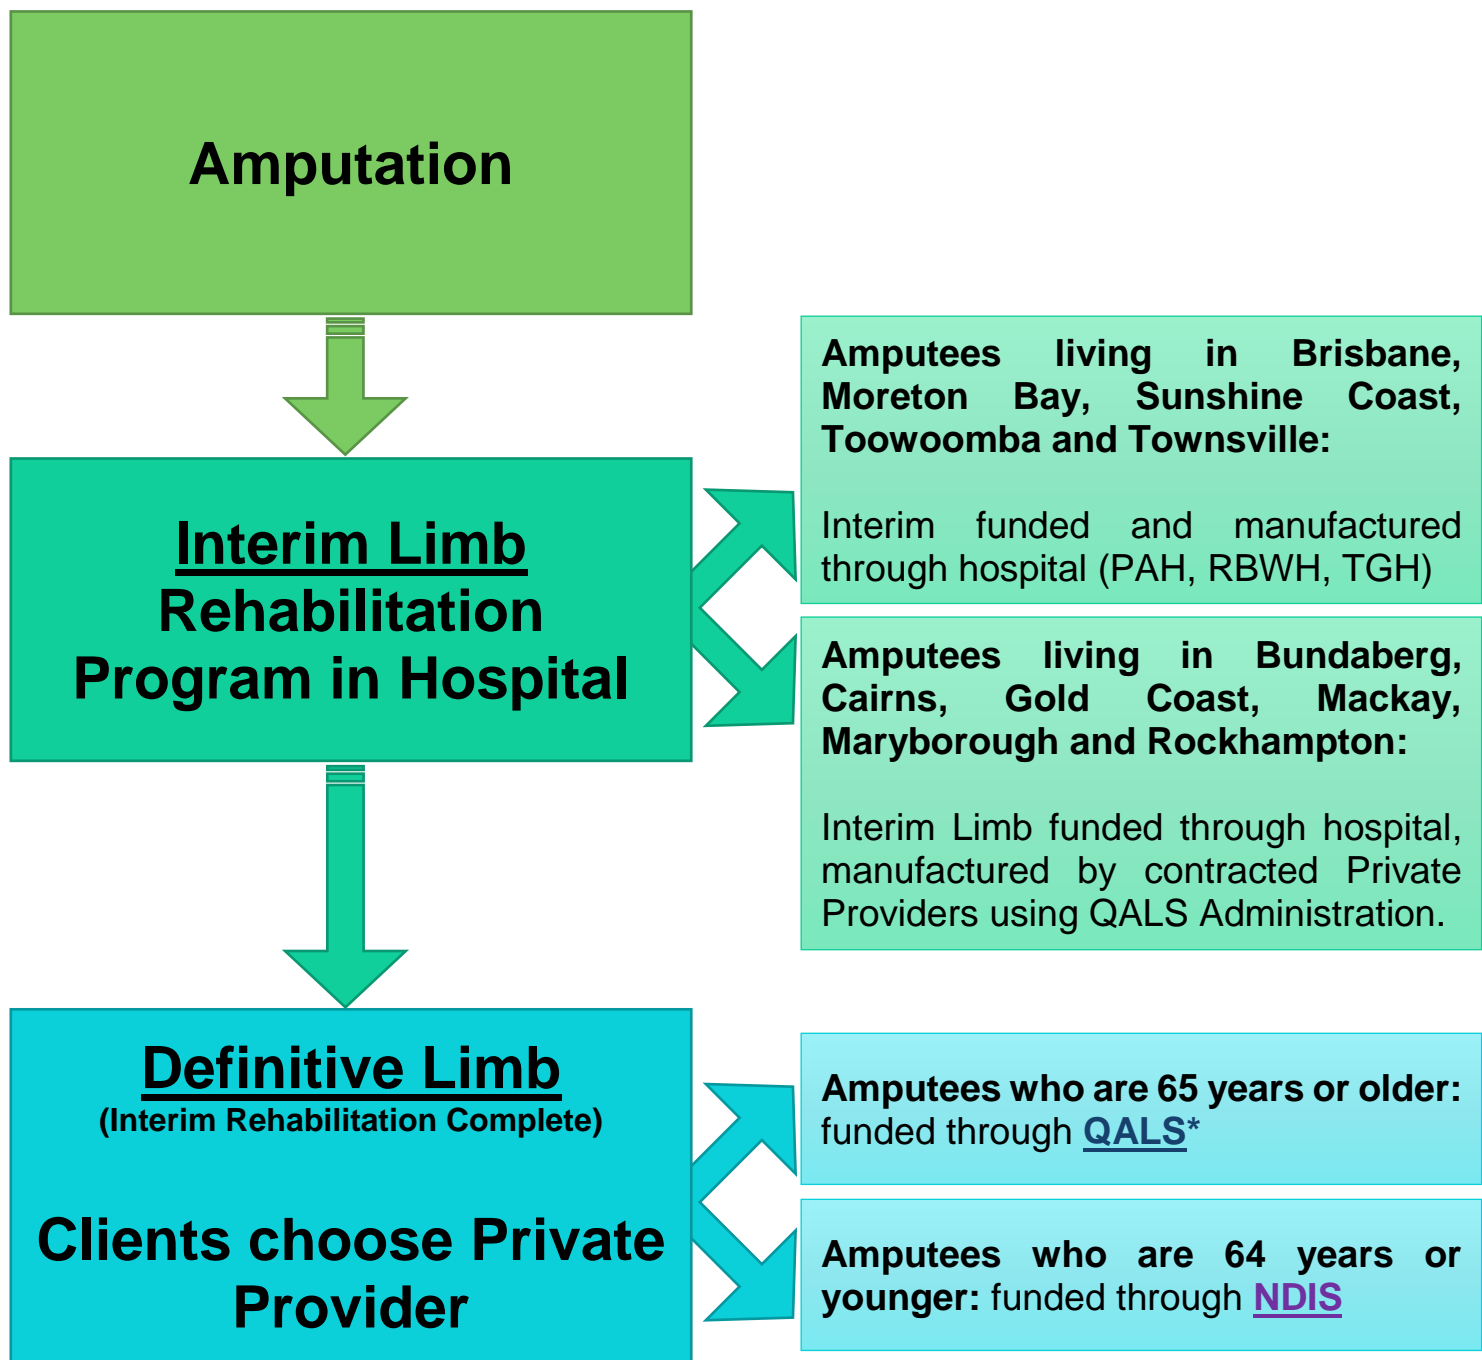 Amputation
Interim Limb
Rehabilitation
Program in Hospital
Amputees living in Brisbane,
Moreton Bay, Sunshine Coast,
Toowoomba and Townsville:
Interim funded and manufactured
through hospital (PAH, RBWH, TGH)
Amputees living in Bundaberg,
Cairns, Gold Coast, Mackay,
Maryborough and Rockhampton:
Interim Limb funded through hospital,
manufactured by contracted Private
Providers using QALS Administration.
Definitive Limb
(Interim Rehabilitation Complete)
Clients choose Private
Provider
Amputees who are 65 years or older:
funded through QALS*
Amputees who are 64 years or
younger: funded through NDIS